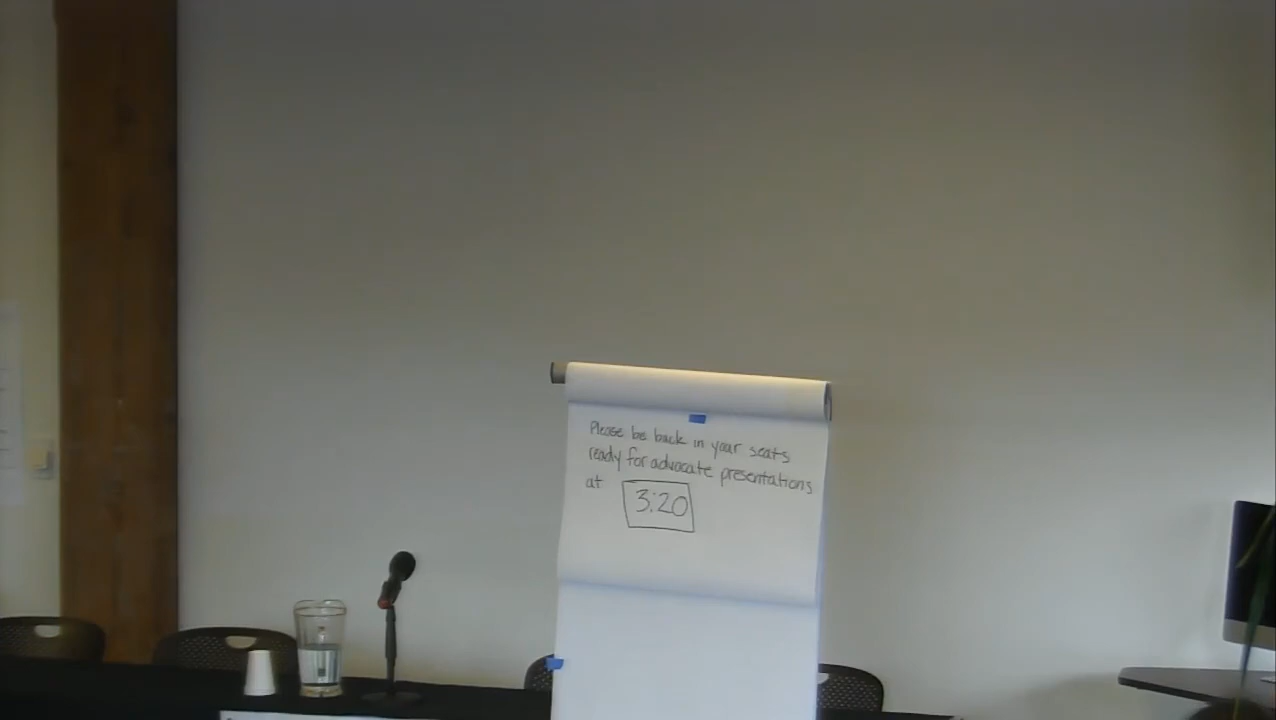 Please be back in your seats
ready for advocate presentations
at 3:20